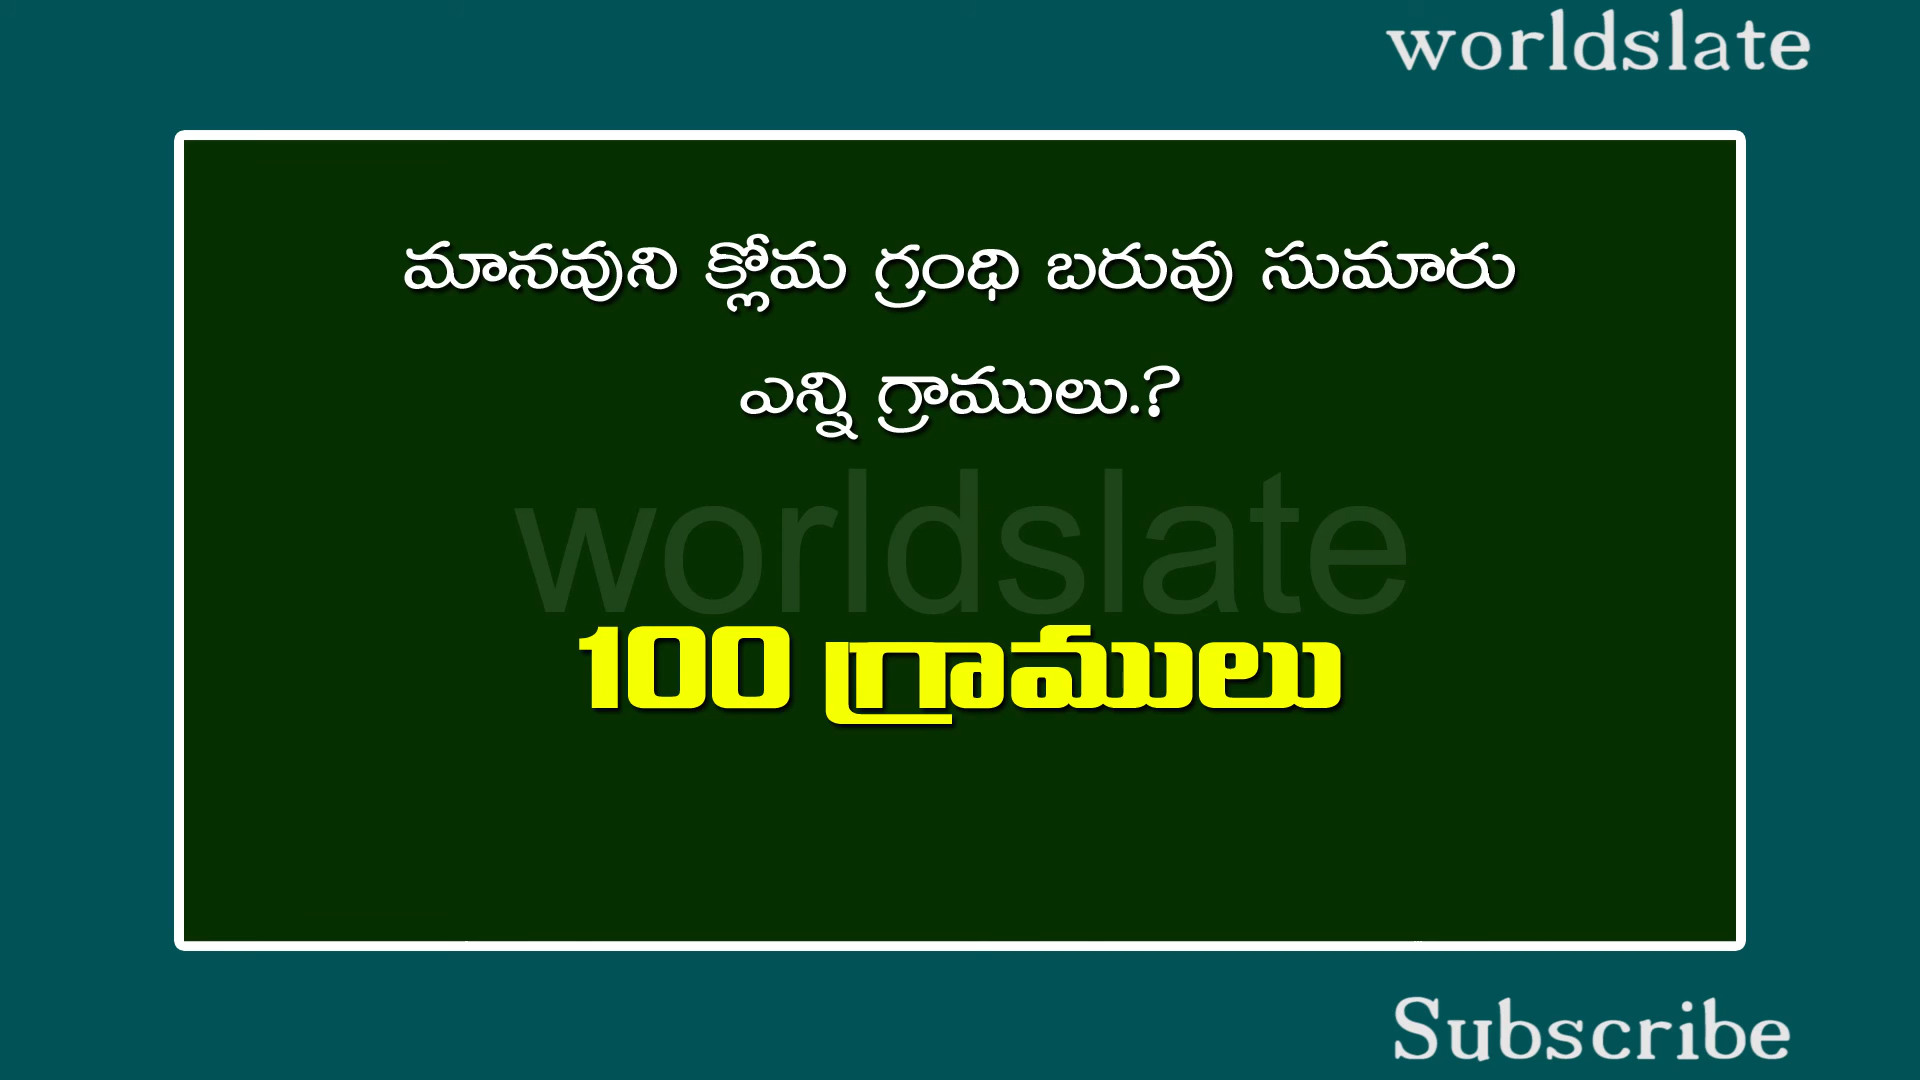 worldslate
మానవుని క్లోమ గ్రంథి బరువు సుమారు
ఎన్ని గ్రాములు.?
worldslate
100 గ్రాములు
Subscribe